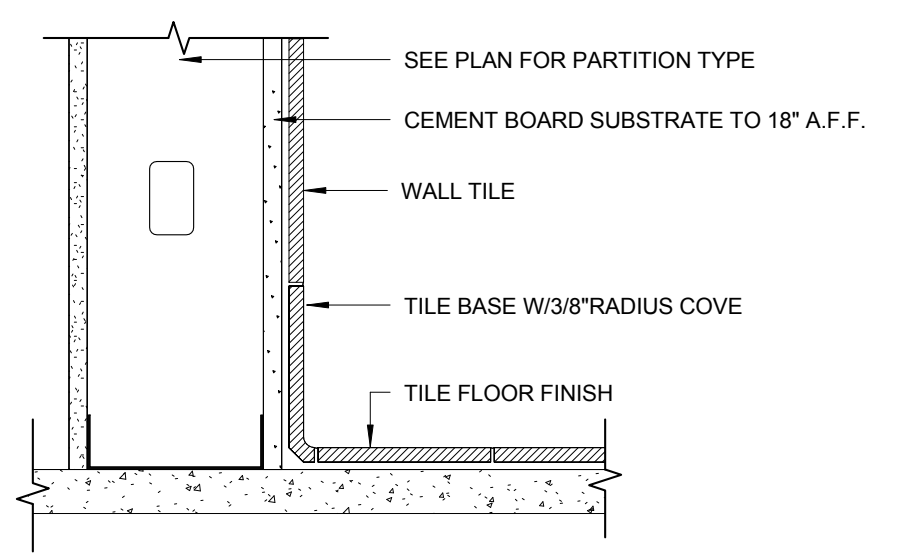 SEE PLAN FOR PARTITION TYPE
CEMENT BOARD SUBSTRATE TO 18" A.F.F.
WALL TILE
TILE BASE W/3/8"RADIUS COVE
TILE FLOOR FINISH